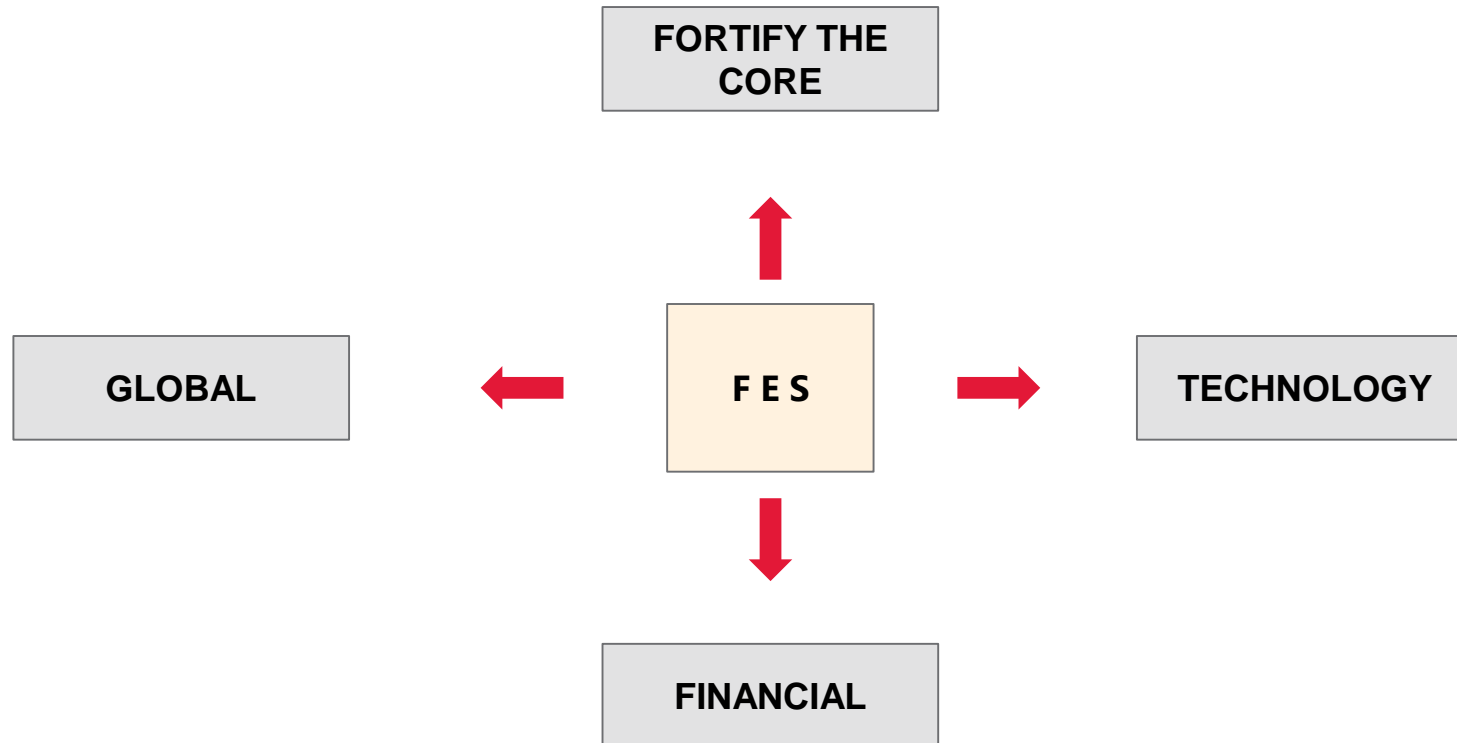 FORTIFY THE
CORE
GLOBAL
F E S
TECHNOLOGY
FINANCIAL